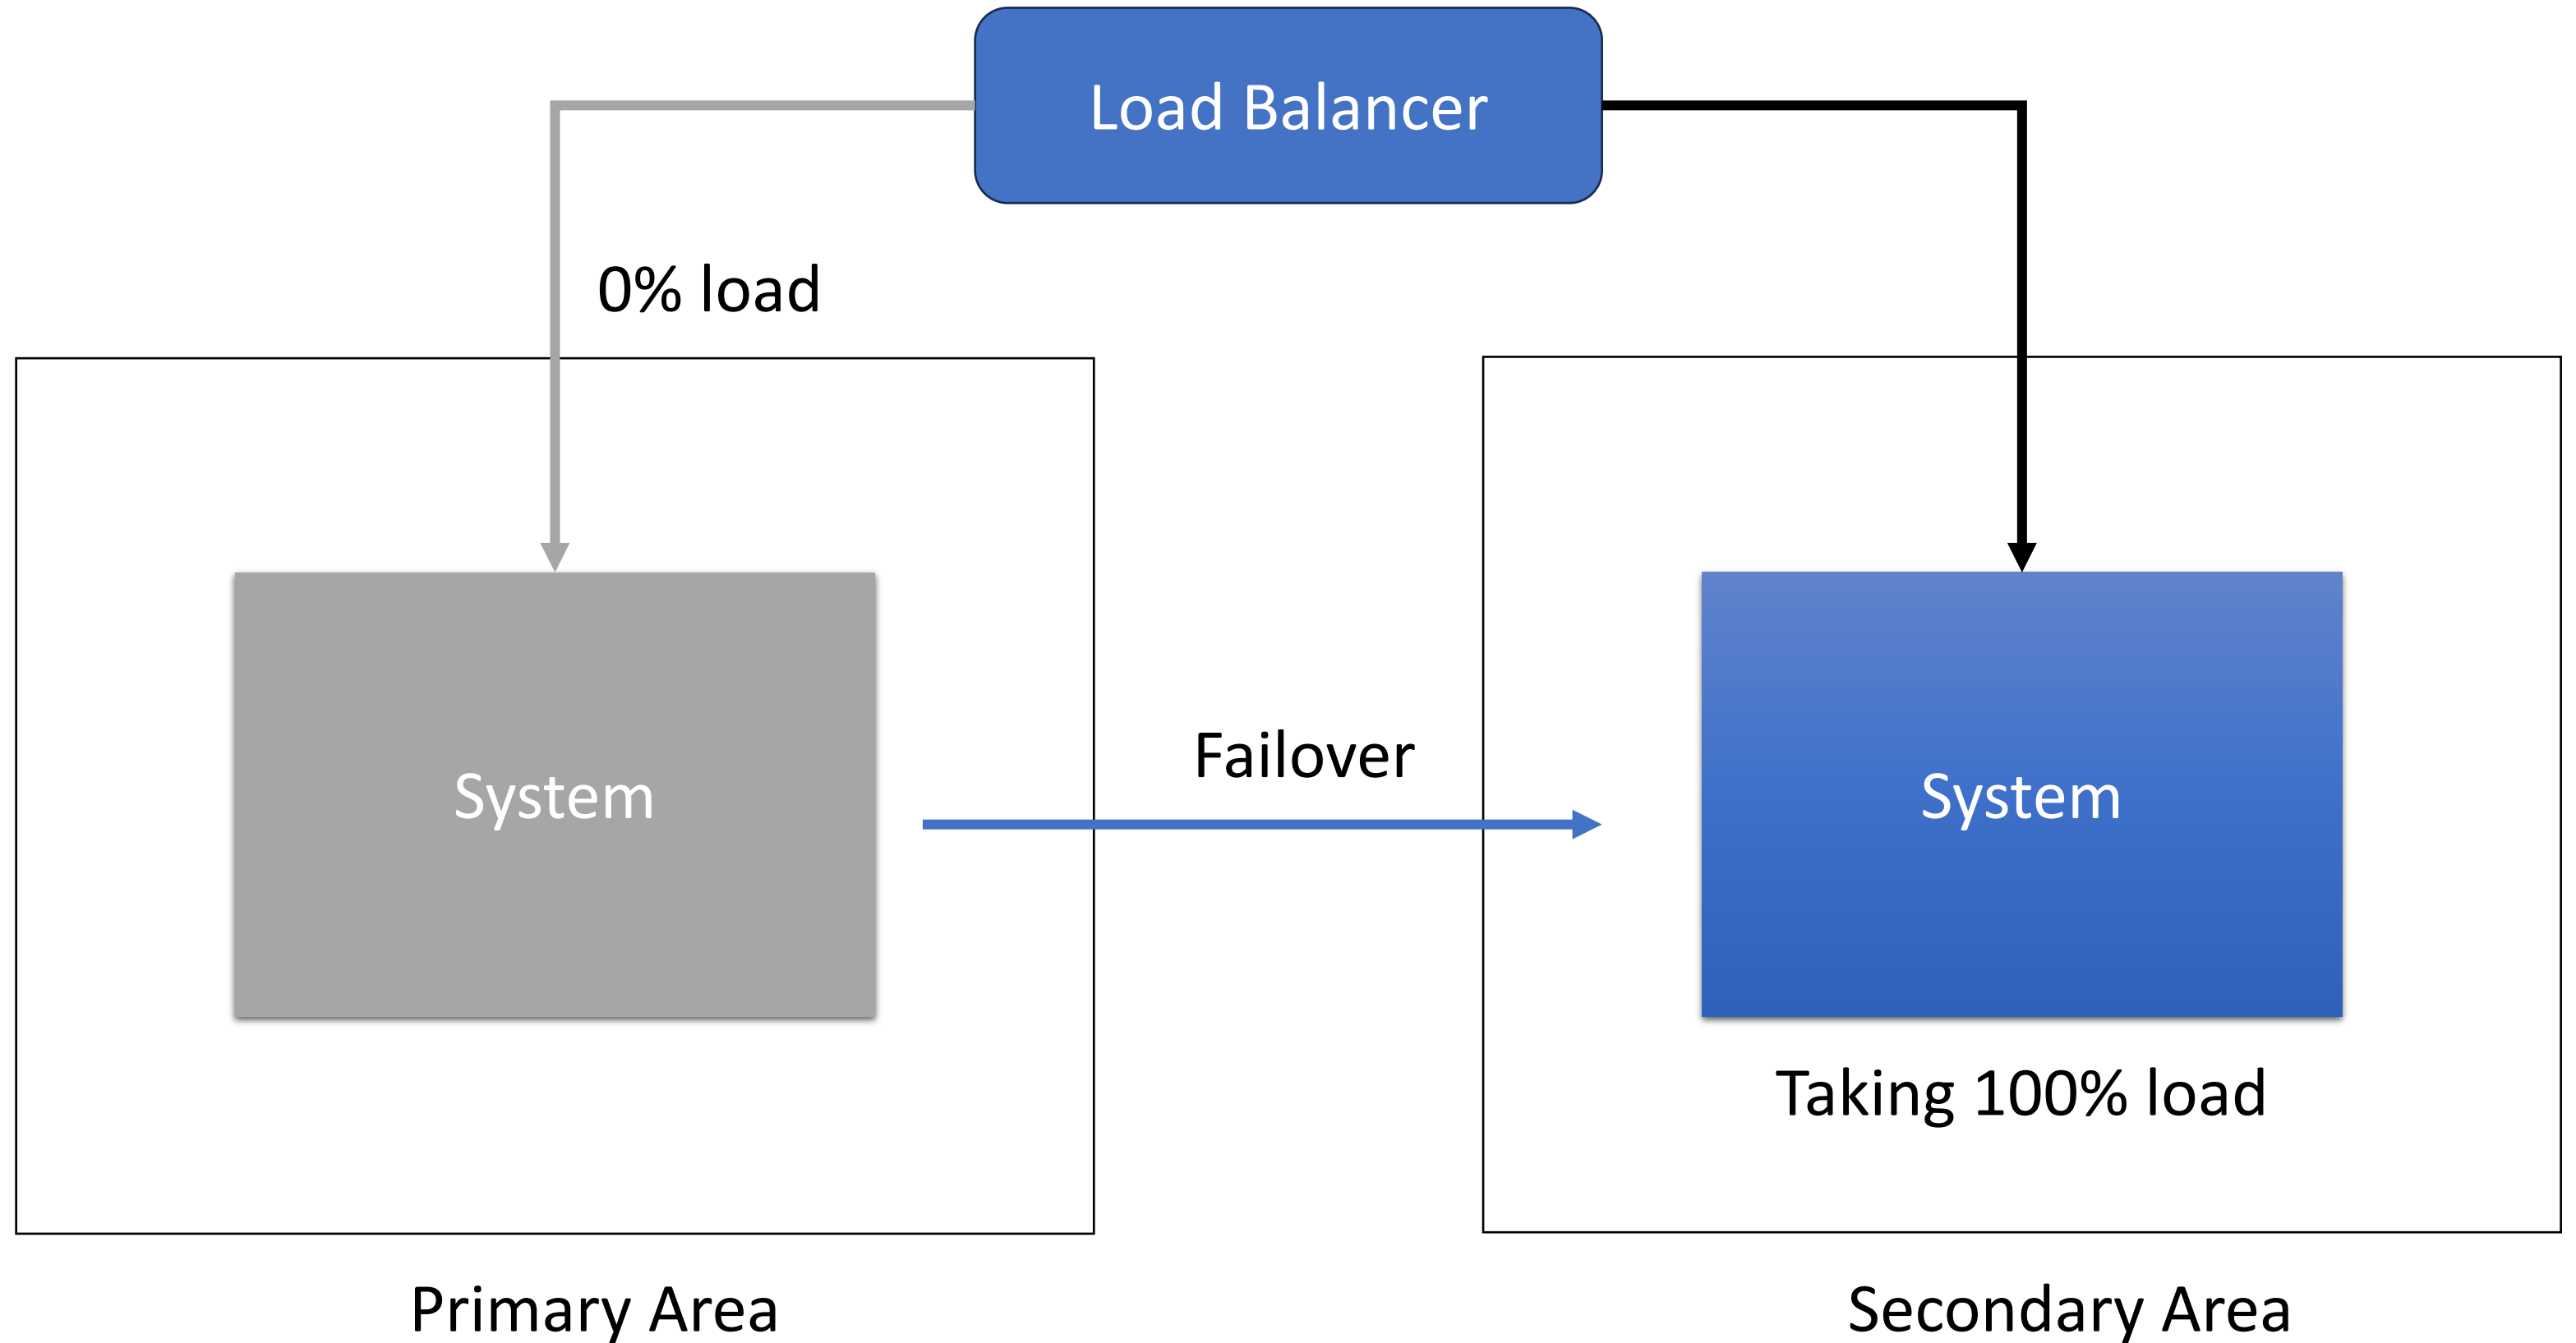 Load Balancer
0% load
System
Failover
System
Taking 100% load
Primary Area
Secondary Area